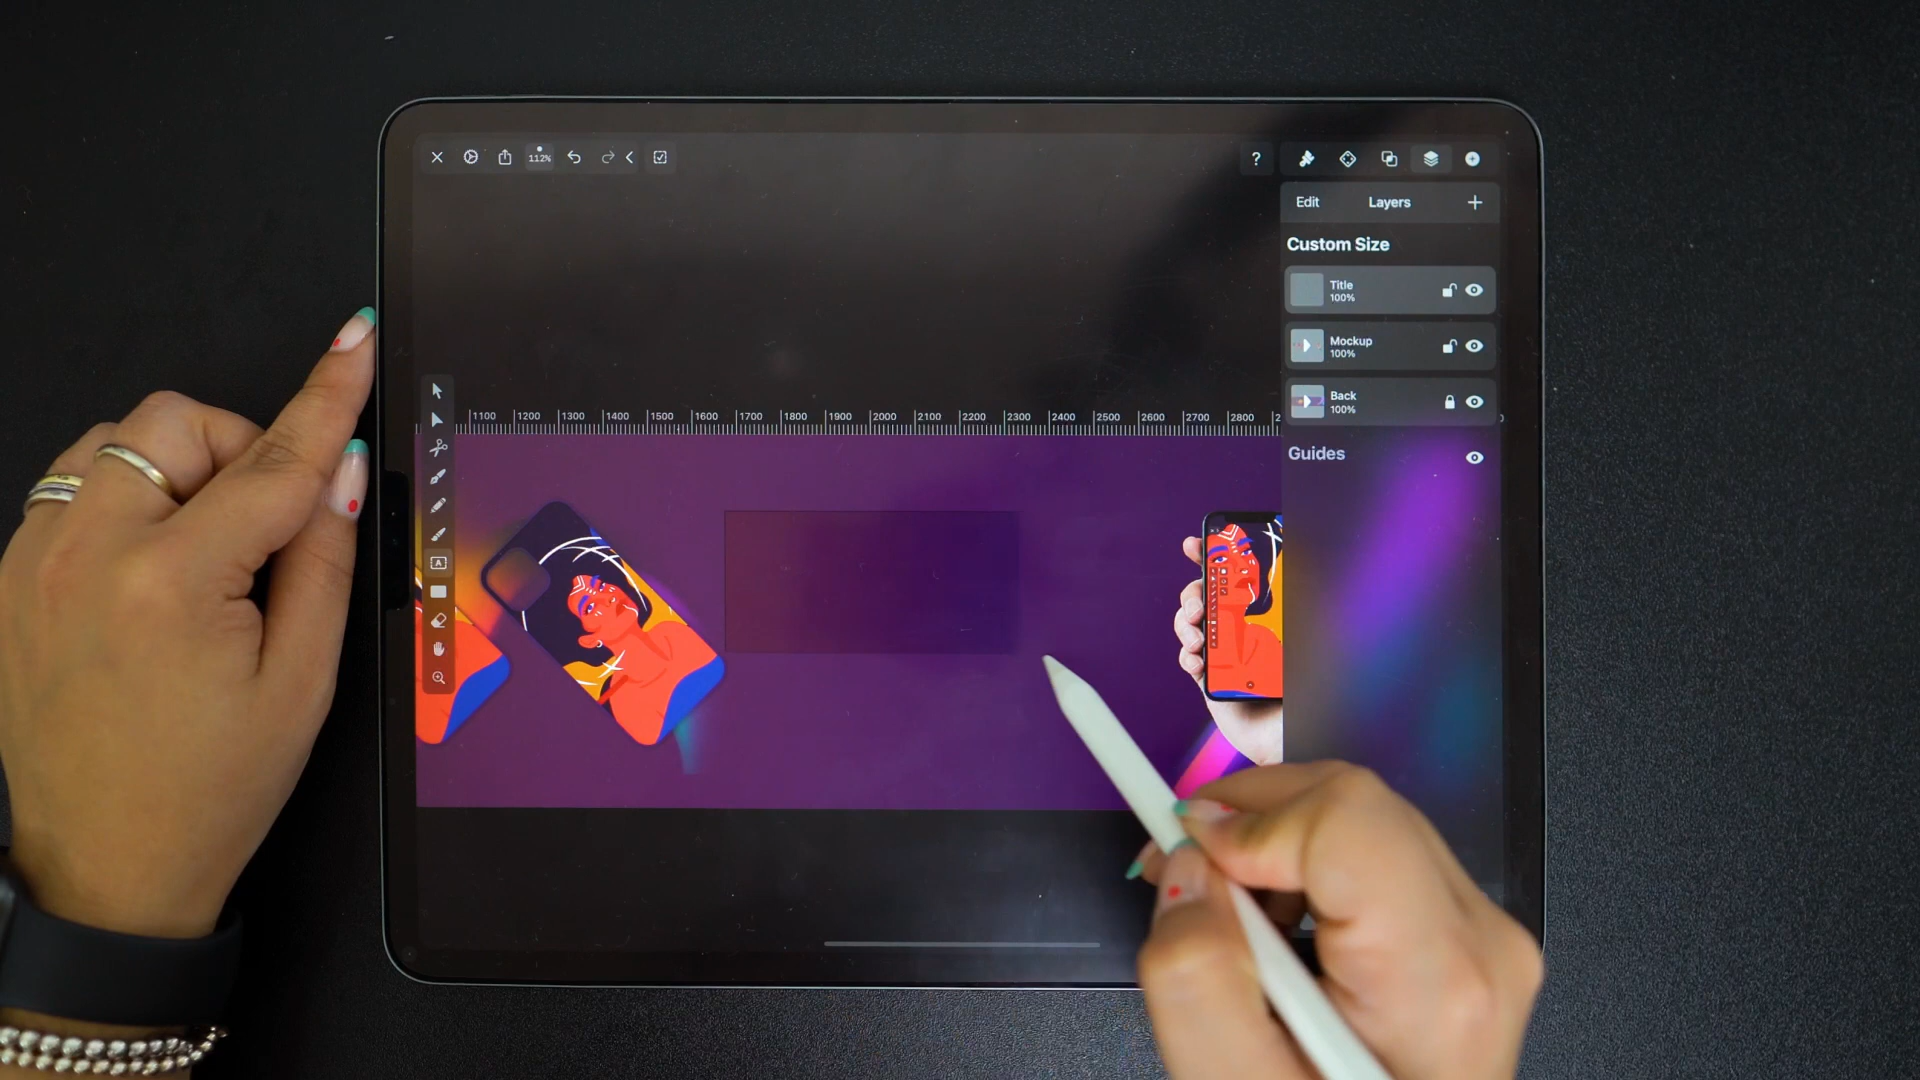 112%
?
Edit Layers +
Custom Size
Title
100%
Mockup
100%
Back
100%
1100 1200 1300 1400 1500 1600 1700 1800 1900 2000 2100 2200 2300 2400 2500 2600 2700 2800 2
Guides
A